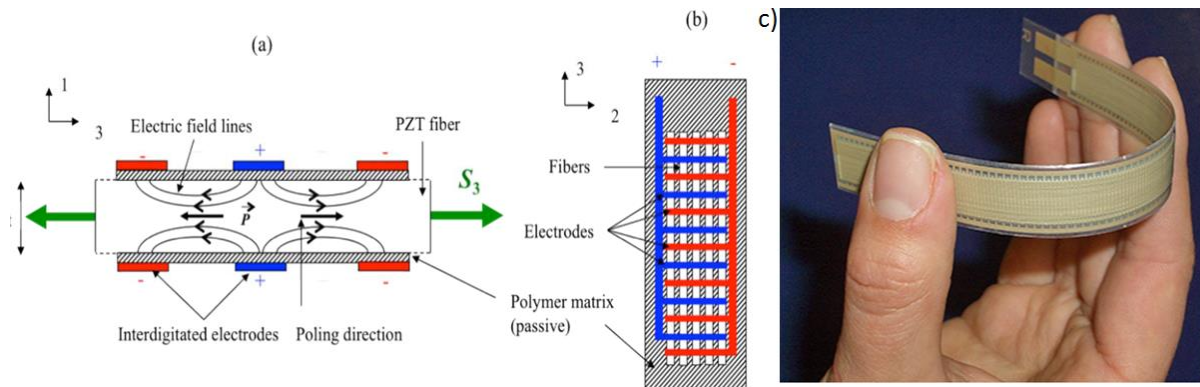 (a)
1
3
Electric field lines
PZT fiber
-
+
-
S₃
P
-
+
-
Interdigitated electrodes
Poling direction
Polymer matrix
(passive)
(b)
3
2
+
-
Fibers
Electrodes
c)